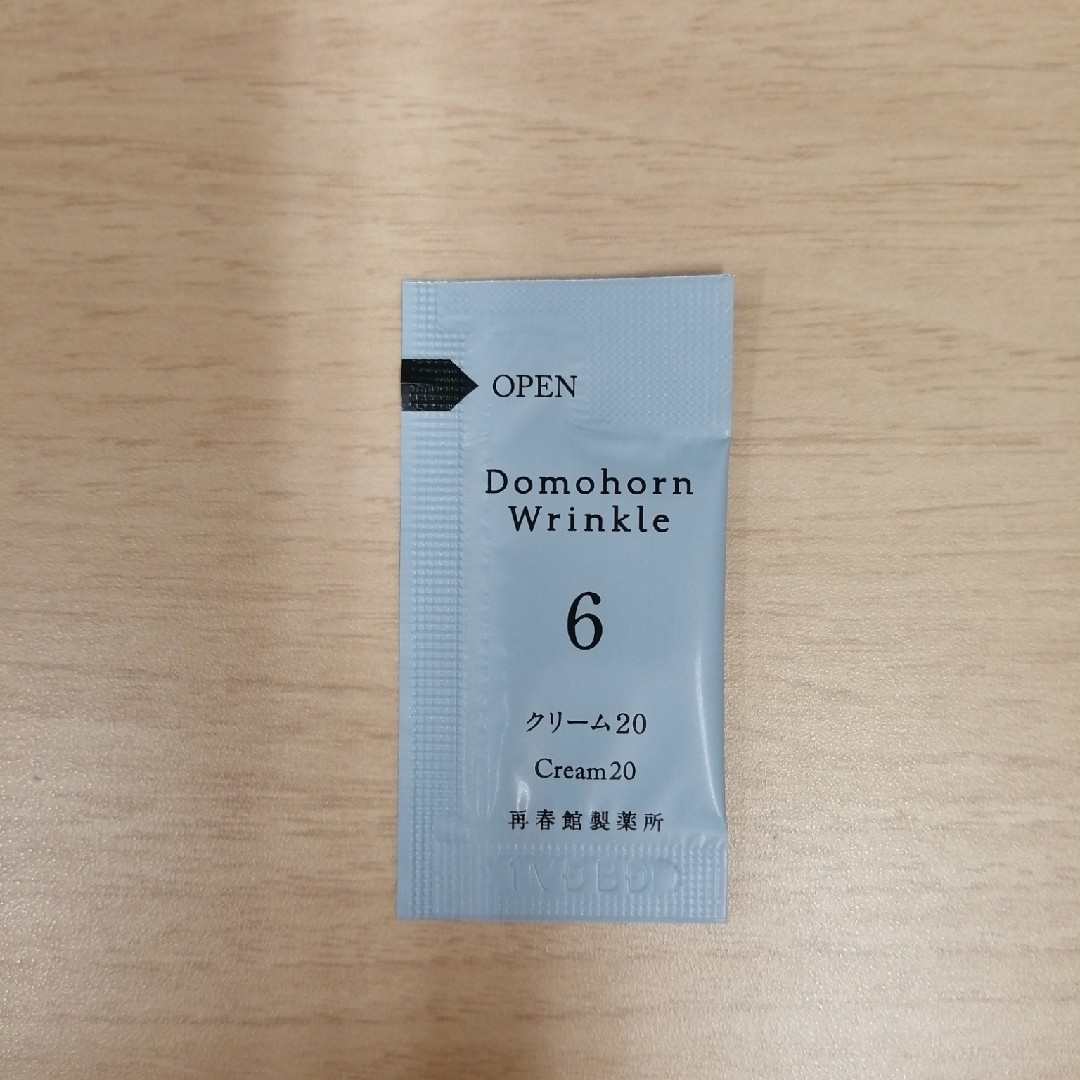 OPEN
Domohorn
Wrinkle
6
クリーム20
Cream20
再春館製薬所